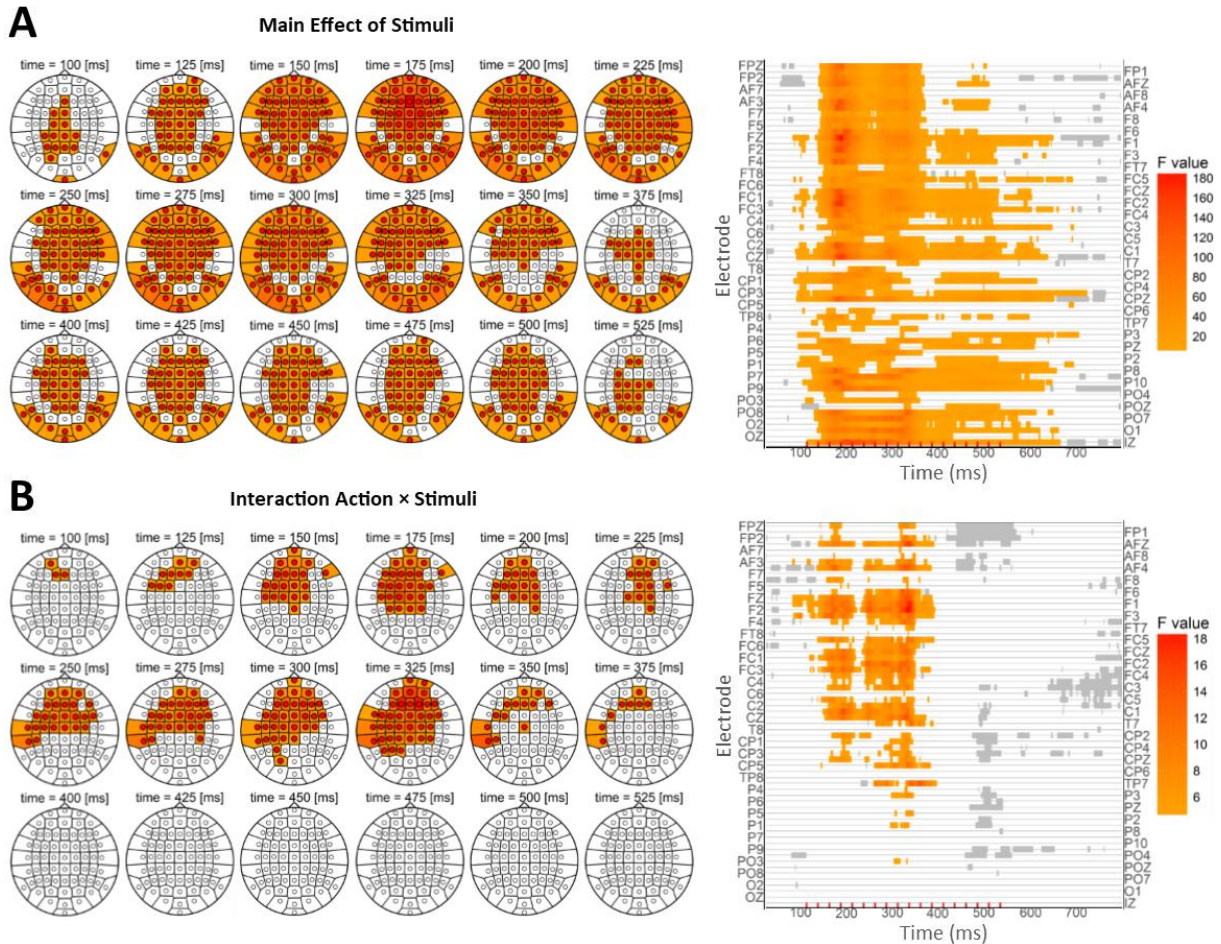 A
Main Effect of Stimuli
time = 100 [ms] time = 125 [ms] time = 150 [ms] time = 175 [ms] time = 200 [ms] time = 225 [ms]
time = 250 [ms] time = 275 [ms] time = 300 [ms] time = 325 [ms] time = 350 [ms] time = 375 [ms]
time = 400 [ms] time = 425 [ms] time = 450 [ms] time = 475 [ms] time = 500 [ms] time = 525 [ms]
Electrode
FPZ
FP1
FP2
AFZ
AF7
AF8
AF3
AF4
F7
F8
F5
F6
FZ
F1
F2
F3
F4
FT7
FT8
FC5
FC6
FCZ
FC1
FC2
FC3
FC4
C4
C3
C6
C5
C2
C1
CZ
T7
T8
CP2
CP1
CP4
CP3
CPZ
CP5
CP6
TP8
TP7
P4
P3
P6
PZ
P5
P2
P1
P8
P7
P10
P9
PO4
PO3
POZ
PO8
PO7
O2
O1
OZ
IZ
100 200 300 400 500 600 700
Time (ms)
F value
180
160
140
120
100
80
60
40
20
B
Interaction Action × Stimuli
time = 100 [ms] time = 125 [ms] time = 150 [ms] time = 175 [ms] time = 200 [ms] time = 225 [ms]
time = 250 [ms] time = 275 [ms] time = 300 [ms] time = 325 [ms] time = 350 [ms] time = 375 [ms]
time = 400 [ms] time = 425 [ms] time = 450 [ms] time = 475 [ms] time = 500 [ms] time = 525 [ms]
Electrode
FPZ
FP1
FP2
AFZ
AF7
AF8
AF3
AF4
F7
F8
F5
F6
FZ
F1
F2
F3
F4
FT7
FT8
FC5
FC6
FCZ
FC1
FC2
FC3
FC4
C4
C3
C6
C5
C2
C1
CZ
T7
T8
CP2
CP1
CP4
CP3
CPZ
CP5
CP6
TP8
TP7
P4
P3
P6
PZ
P5
P2
P1
P8
P7
P10
P9
PO4
PO3
POZ
PO8
PO7
O2
O1
OZ
IZ
100 200 300 400 500 600 700
Time (ms)
F value
18
16
14
12
10
8
6